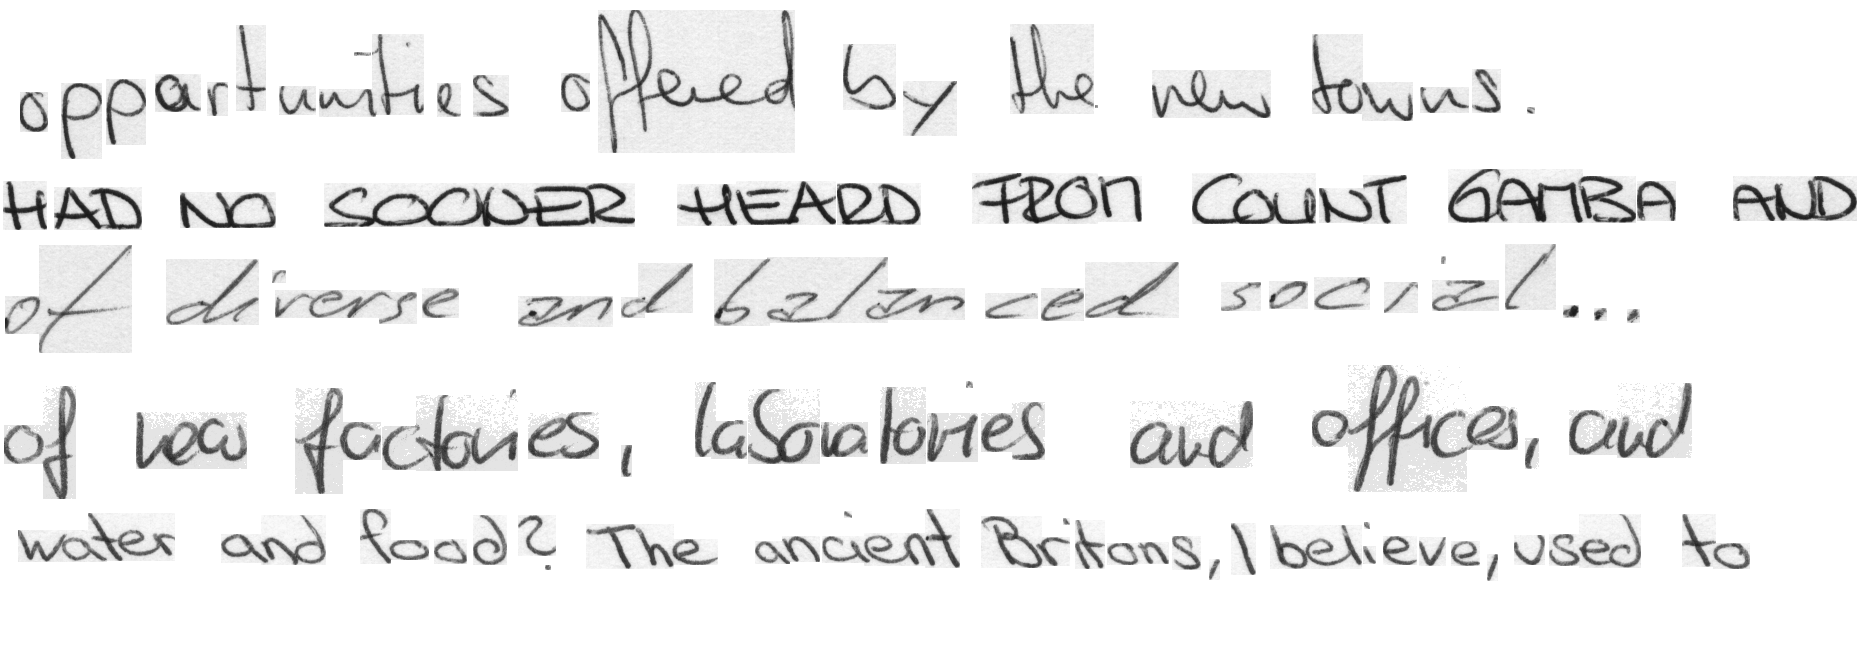 opportunities offered by the new towns.
HAD NO SOONER HEARD FROM COUNT GAMBA AND
of diverse and balanced social...
of new factories, laboratories and offices, and
water and food? The ancient Britons, I believe, used to